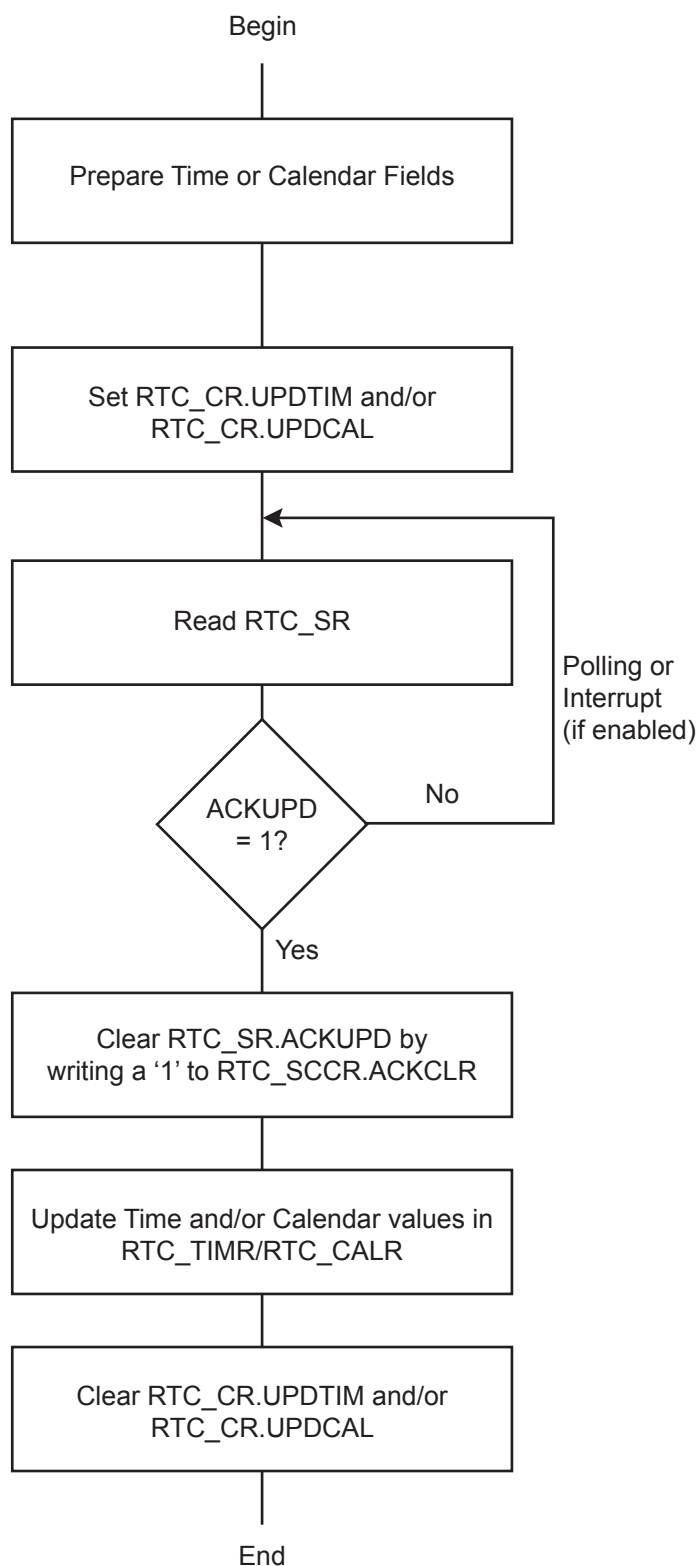 Begin
Prepare Time or Calendar Fields
Set RTC_CR.UPDTIM and/or
RTC_CR.UPDCAL
Read RTC_SR
Polling or
Interrupt
(if enabled)
ACKUPD
= 1?
No
Yes
Clear RTC_SR.ACKUPD by
writing a ‘1’ to RTC_SCCR.ACKCLR
Update Time and/or Calendar values in
RTC_TIMR/RTC_CALR
Clear RTC_CR.UPDTIM and/or
RTC_CR.UPDCAL
End